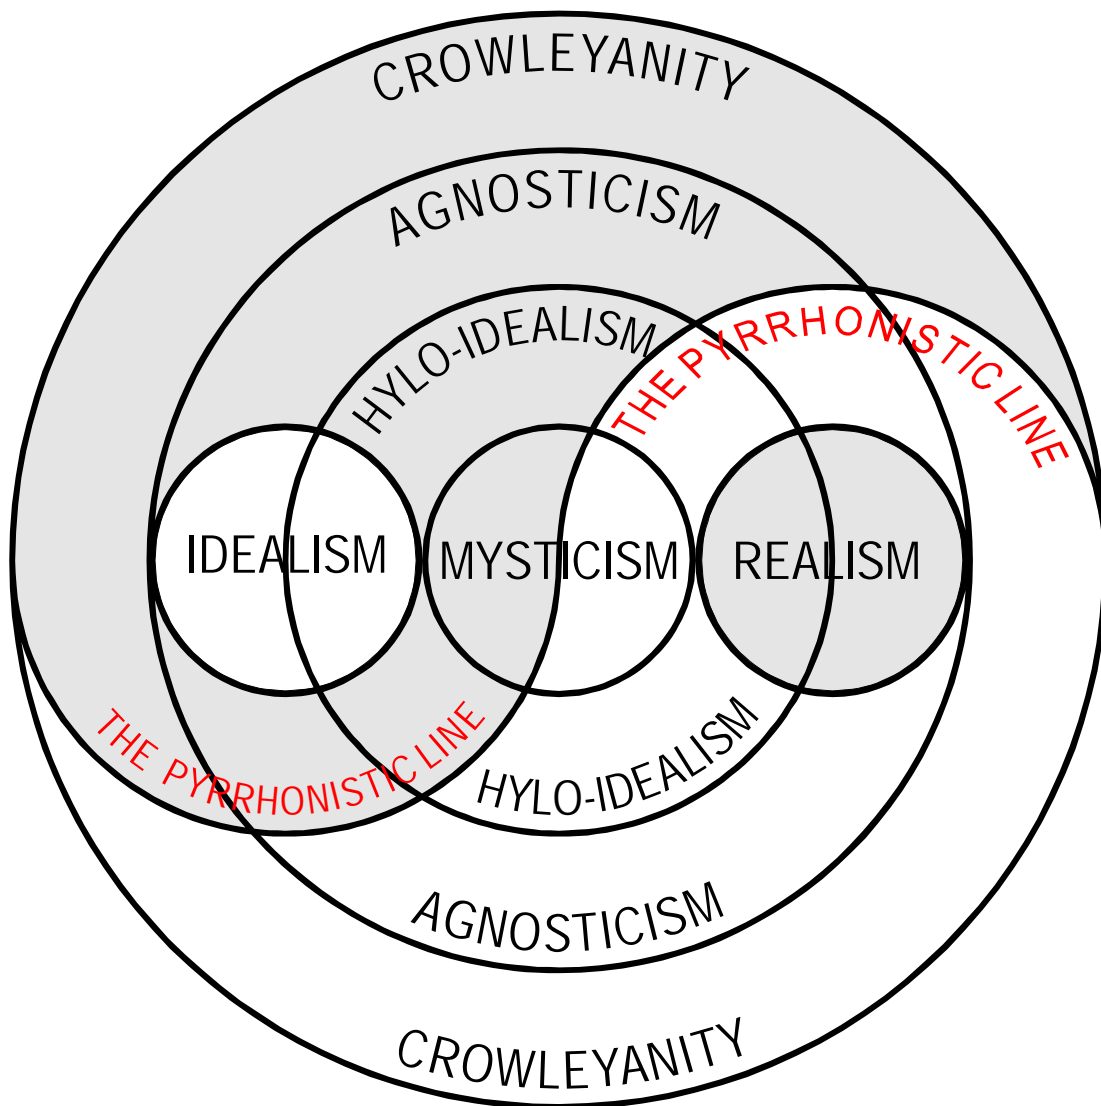 CROWLEYANITY
AGNOSTICISM
HYLO-IDEALISM
THE PYRRHONISTIC LINE
IDEALISM
MYSTICISM
REALISM
THE PYRRHONISTIC LINE
HYLO-IDEALISM
AGNOSTICISM
CROWLEYANITY